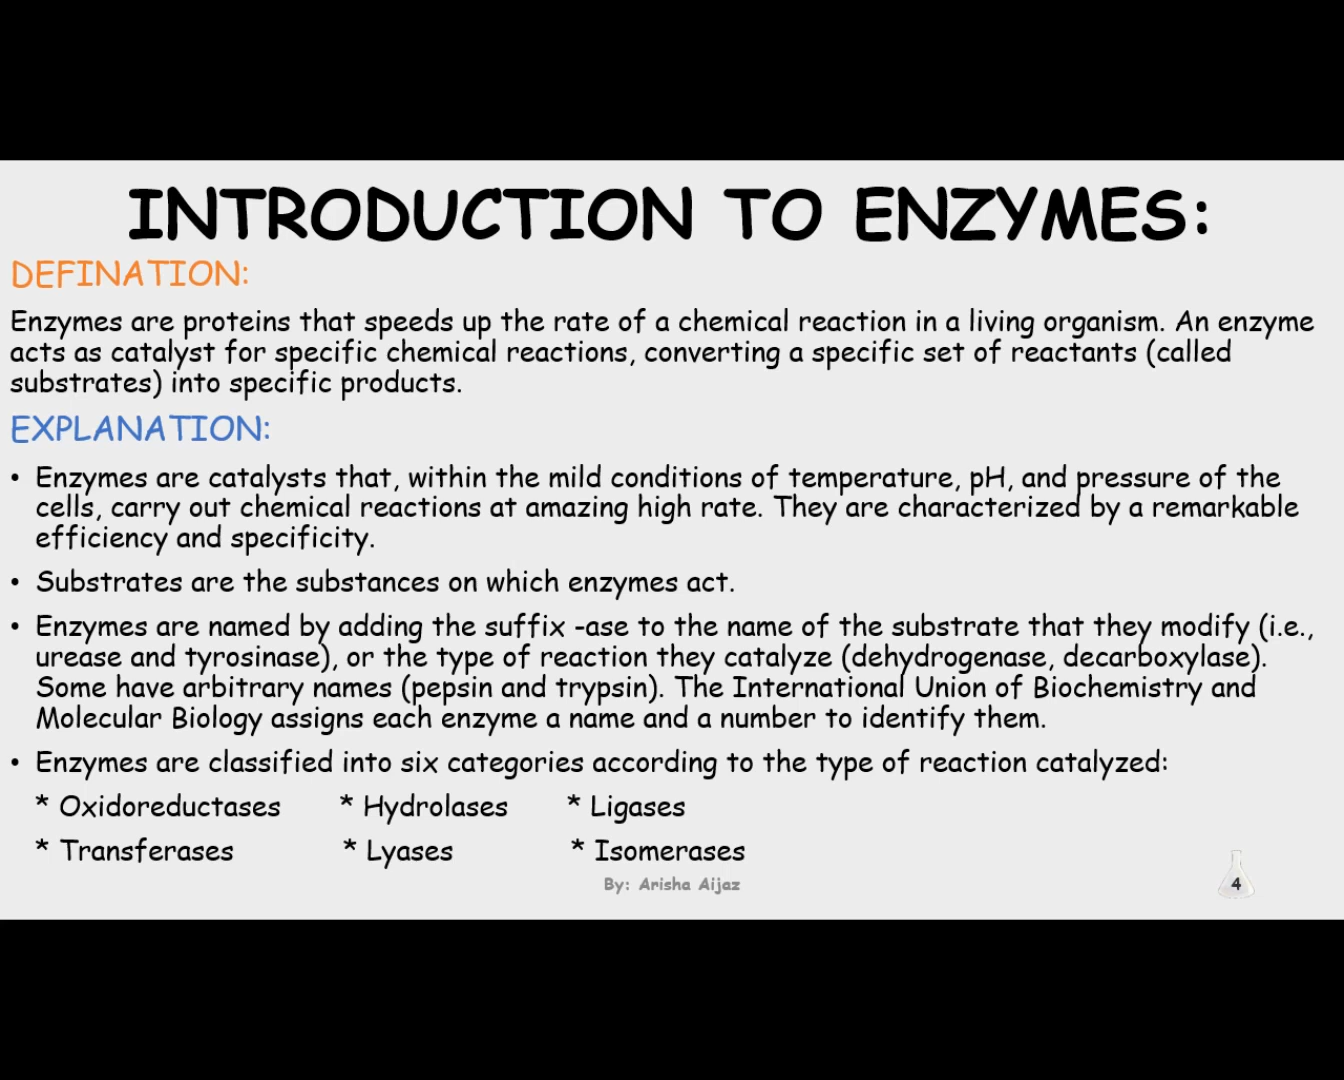 INTRODUCTION TO ENZYMES:
DEFINATION:
Enzymes are proteins that speeds up the rate of a chemical reaction in a living organism. An enzyme
acts as catalyst for specific chemical reactions, converting a specific set of reactants (called
substrates) into specific products.
EXPLANATION:
• Enzymes are catalysts that, within the mild conditions of temperature, pH, and pressure of the
cells, carry out chemical reactions at amazing high rate. They are characterized by a remarkable
efficiency and specificity.
• Substrates are the substances on which enzymes act.
• Enzymes are named by adding the suffix -ase to the name of the substrate that they modify (i.e.,
urease and tyrosinase), or the type of reaction they catalyze (dehydrogenase, decarboxylase).
Some have arbitrary names (pepsin and trypsin). The International Union of Biochemistry and
Molecular Biology assigns each enzyme a name and a number to identify them.
• Enzymes are classified into six categories according to the type of reaction catalyzed:
* Oxidoreductases * Hydrolases * Ligases
* Transferases * Lyases * Isomerases
By: Arisha Aijaz
4